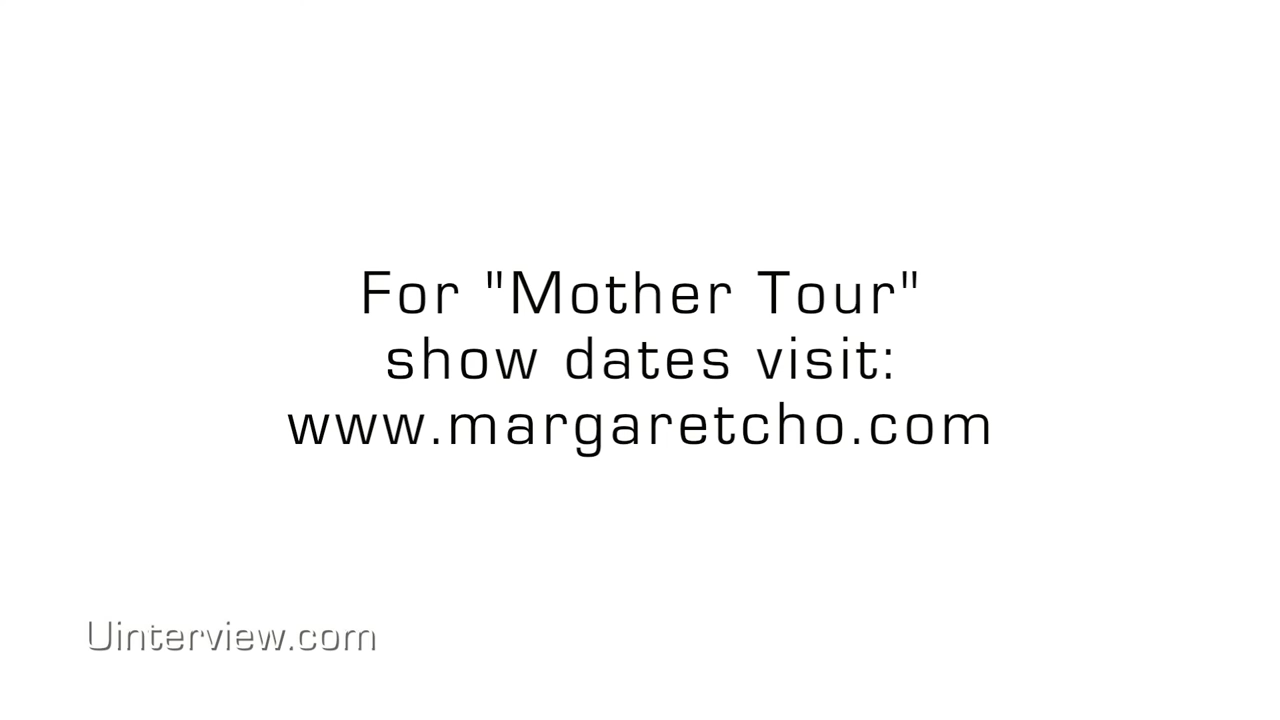 For "Mother Tour"
show dates visit:
www.margaretcho.com
Uinterview.com